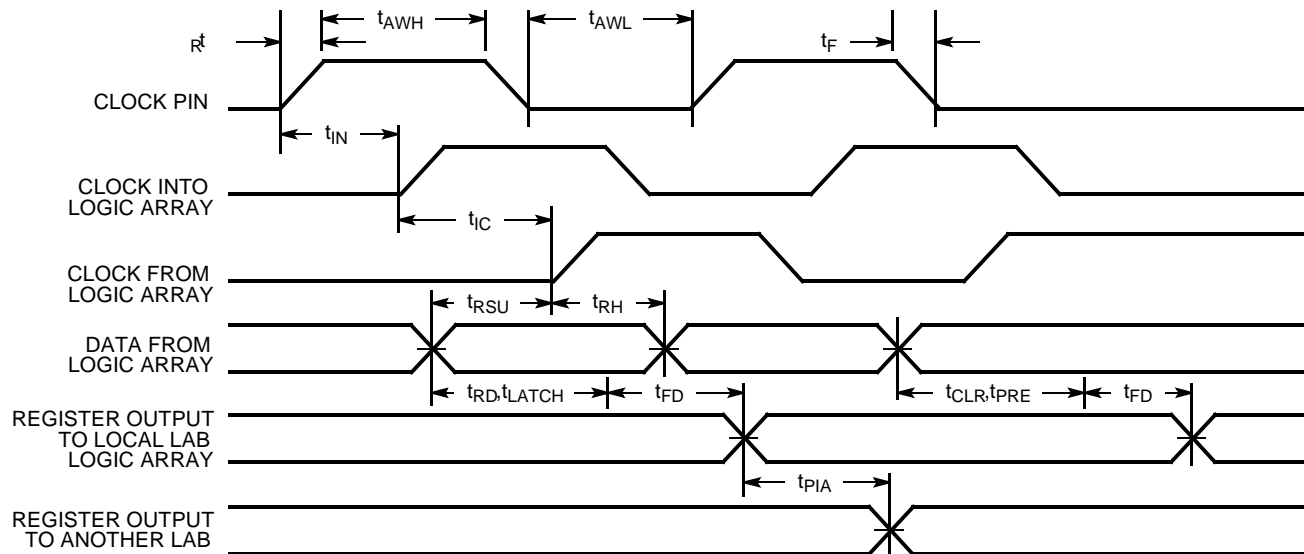 tAWH
tAWL
Rt
tF
CLOCK PIN
tIN
CLOCK INTO
LOGIC ARRAY
tIC
CLOCK FROM
LOGIC ARRAY
tRSU
tRH
DATA FROM
LOGIC ARRAY
tRD,tLATCH
tFD
tCLR,tPRE
tFD
REGISTER OUTPUT
TO LOCAL LAB
LOGIC ARRAY
tPIA
REGISTER OUTPUT
TO ANOTHER LAB